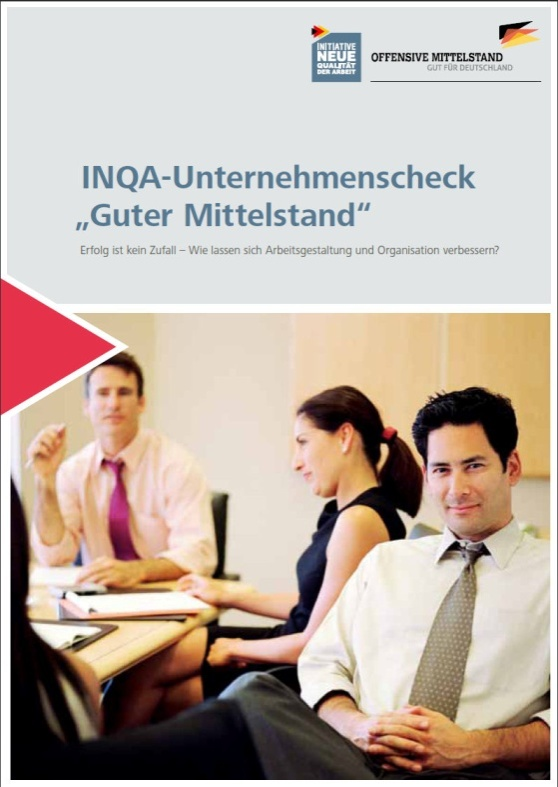 INITIATIVE
NEUE
QUALITÄT
DER ARBEIT
OFFENSIVE MITTELSTAND
GUT FÜR DEUTSCHLAND
INQA-Unternehmenscheck
„Guter Mittelstand“
Erfolg ist kein Zufall – Wie lassen sich Arbeitsgestaltung und Organisation verbessern?